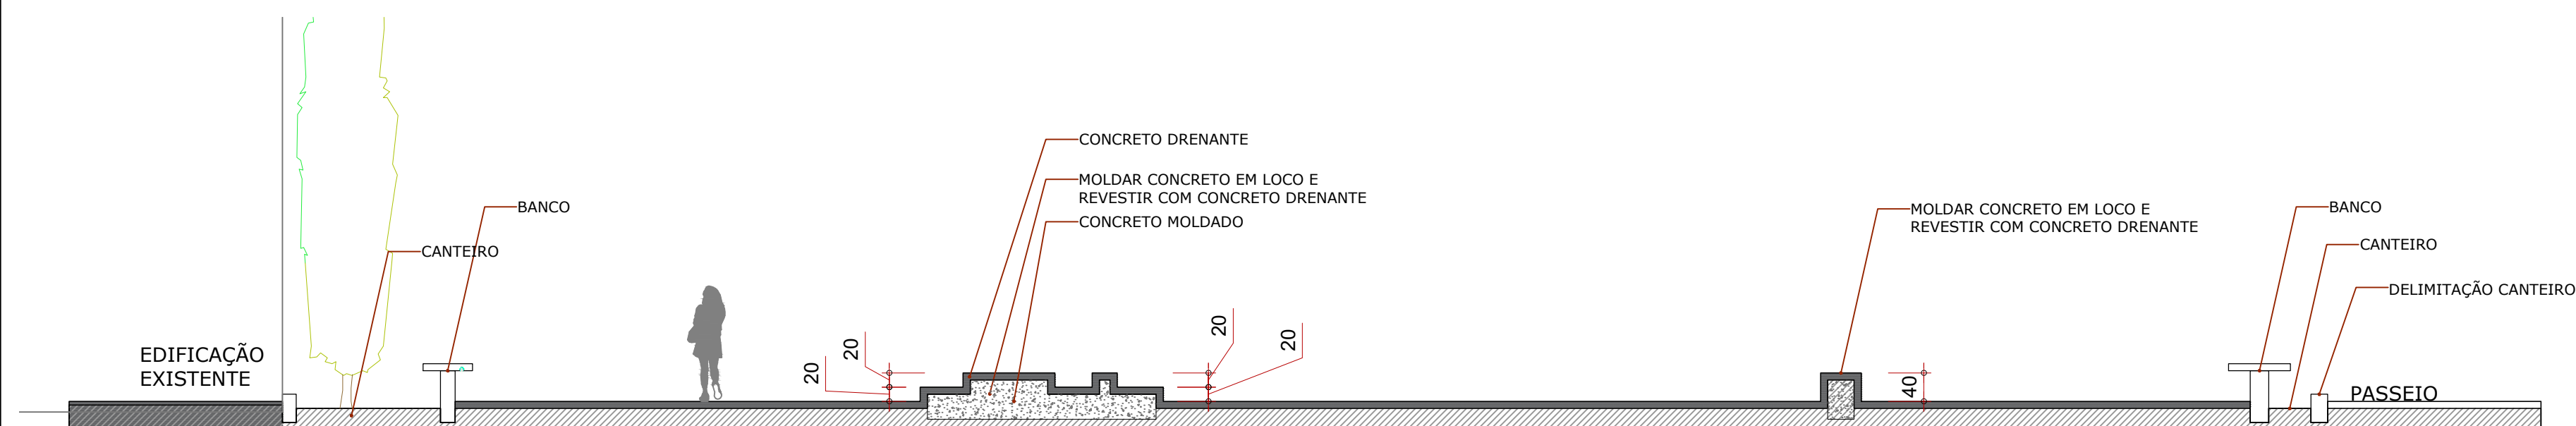 CONCRETO DRENANTE
MOLDAR CONCRETO EM LOCO E
REVESTIR COM CONCRETO DRENANTE
CONCRETO MOLDADO
BANCO
CANTEIRO
MOLDAR CONCRETO EM LOCO E
REVESTIR COM CONCRETO DRENANTE
BANCO
CANTEIRO
DELIMITAÇÃO CANTEIRO
EDIFICAÇÃO
EXISTENTE
20
20
20
20
40
PASSEIO